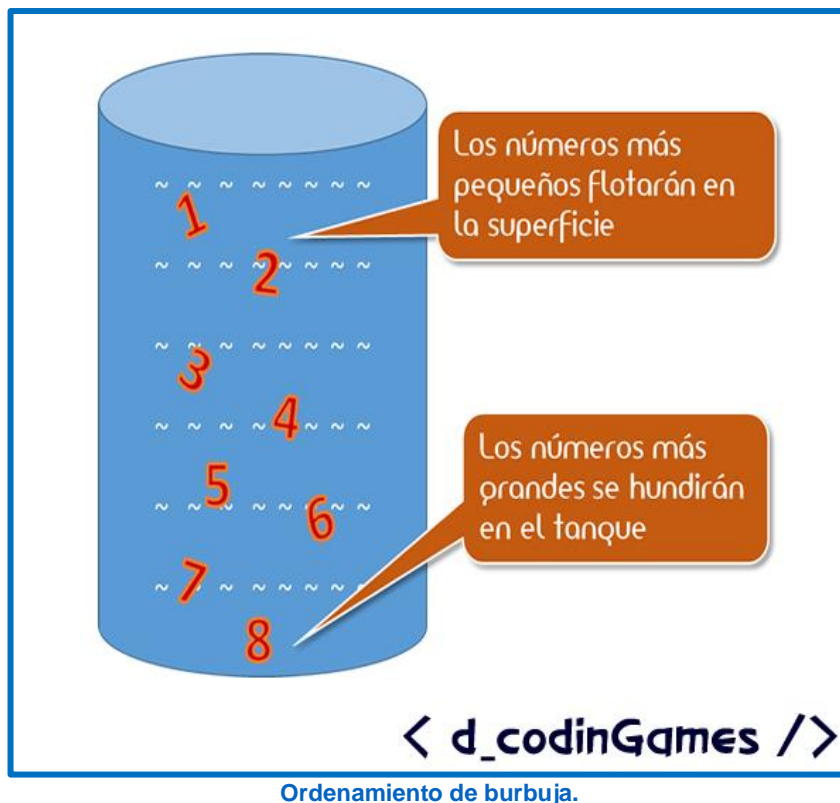 Los números más
pequeños flotarán en
la superficie
~ ~ ~ ~ ~ ~ ~ ~
1
~ ~ ~ ~ ~ ~ ~ ~
2
~ ~ ~ ~ ~ ~ ~ ~
3
4
~ ~ ~ ~ ~ ~ ~ ~
Los números más
grandes se hundirán
en el tanque
5
~ ~ ~ ~ ~ ~ ~ ~
6
7
~ ~ ~ ~ ~ ~ ~ ~
8
< d_codinGames />
Ordenamiento de burbuja.